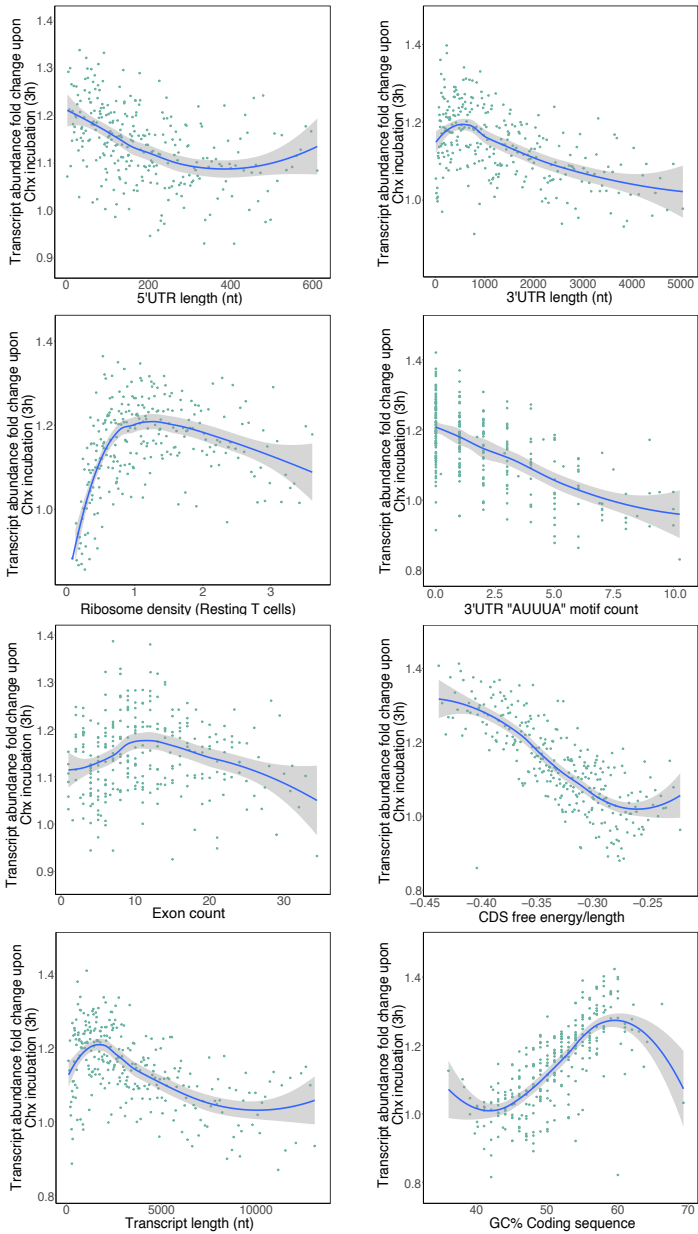 Transcript abundance fold change upon
Chx incubation (3h)
1.4
1.3
1.2
1.1
1.0
0.9
0
200
400
600
5'UTR length (nt)
Transcript abundance fold change upon
Chx incubation (3h)
1.4
1.2
1.0
0
1000
2000
3000
4000
5000
3'UTR length (nt)
Transcript abundance fold change upon
Chx incubation (3h)
1.4
1.2
1.0
0
1
2
3
Ribosome density (Resting T cells)
Transcript abundance fold change upon
Chx incubation (3h)
1.4
1.2
1.0
0.8
0.0
2.5
5.0
7.5
10.0
3'UTR "AUUUA" motif count
Transcript abundance fold change upon
Chx incubation (3h)
1.4
1.3
1.2
1.1
1.0
0.9
0
10
20
30
Exon count
Transcript abundance fold change upon
Chx incubation (3h)
1.4
1.2
1.0
0.8
−0.45
−0.40
−0.35
−0.30
−0.25
CDS free energy/length
Transcript abundance fold change upon
Chx incubation (3h)
1.4
1.2
1.0
0.8
0
5000
10000
Transcript length (nt)
Transcript abundance fold change upon
Chx incubation (3h)
1.4
1.2
1.0
0.8
40
50
60
70
GC% Coding sequence